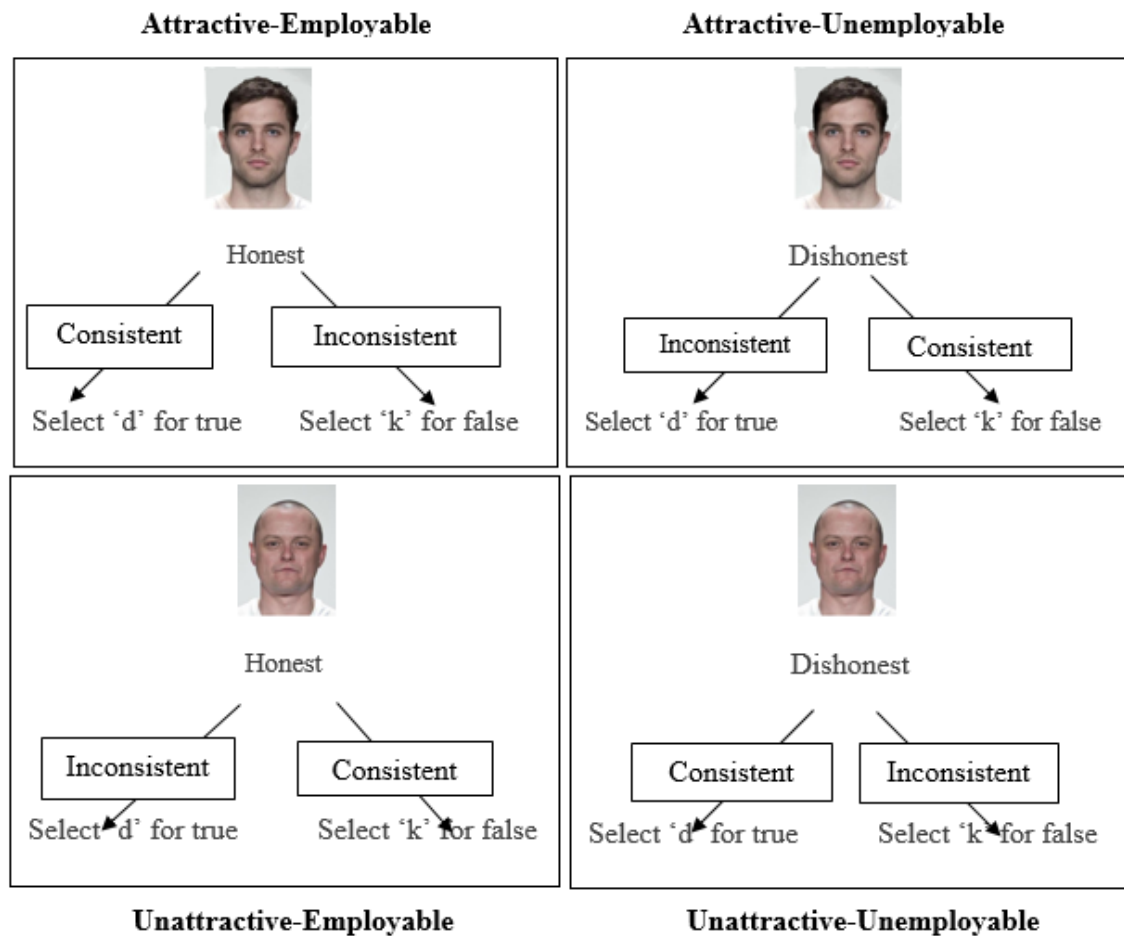 Attractive-Employable
Attractive-Unemployable
Honest
Consistent
Inconsistent
Select ‘d’ for true
Select ‘k’ for false
Dishonest
Inconsistent
Consistent
Select ‘d’ for true
Select ‘k’ for false
Honest
Inconsistent
Consistent
Select ‘d’ for true
Select ‘k’ for false
Dishonest
Consistent
Inconsistent
Select ‘d’ for true
Select ‘k’ for false
Unattractive-Employable
Unattractive-Unemployable